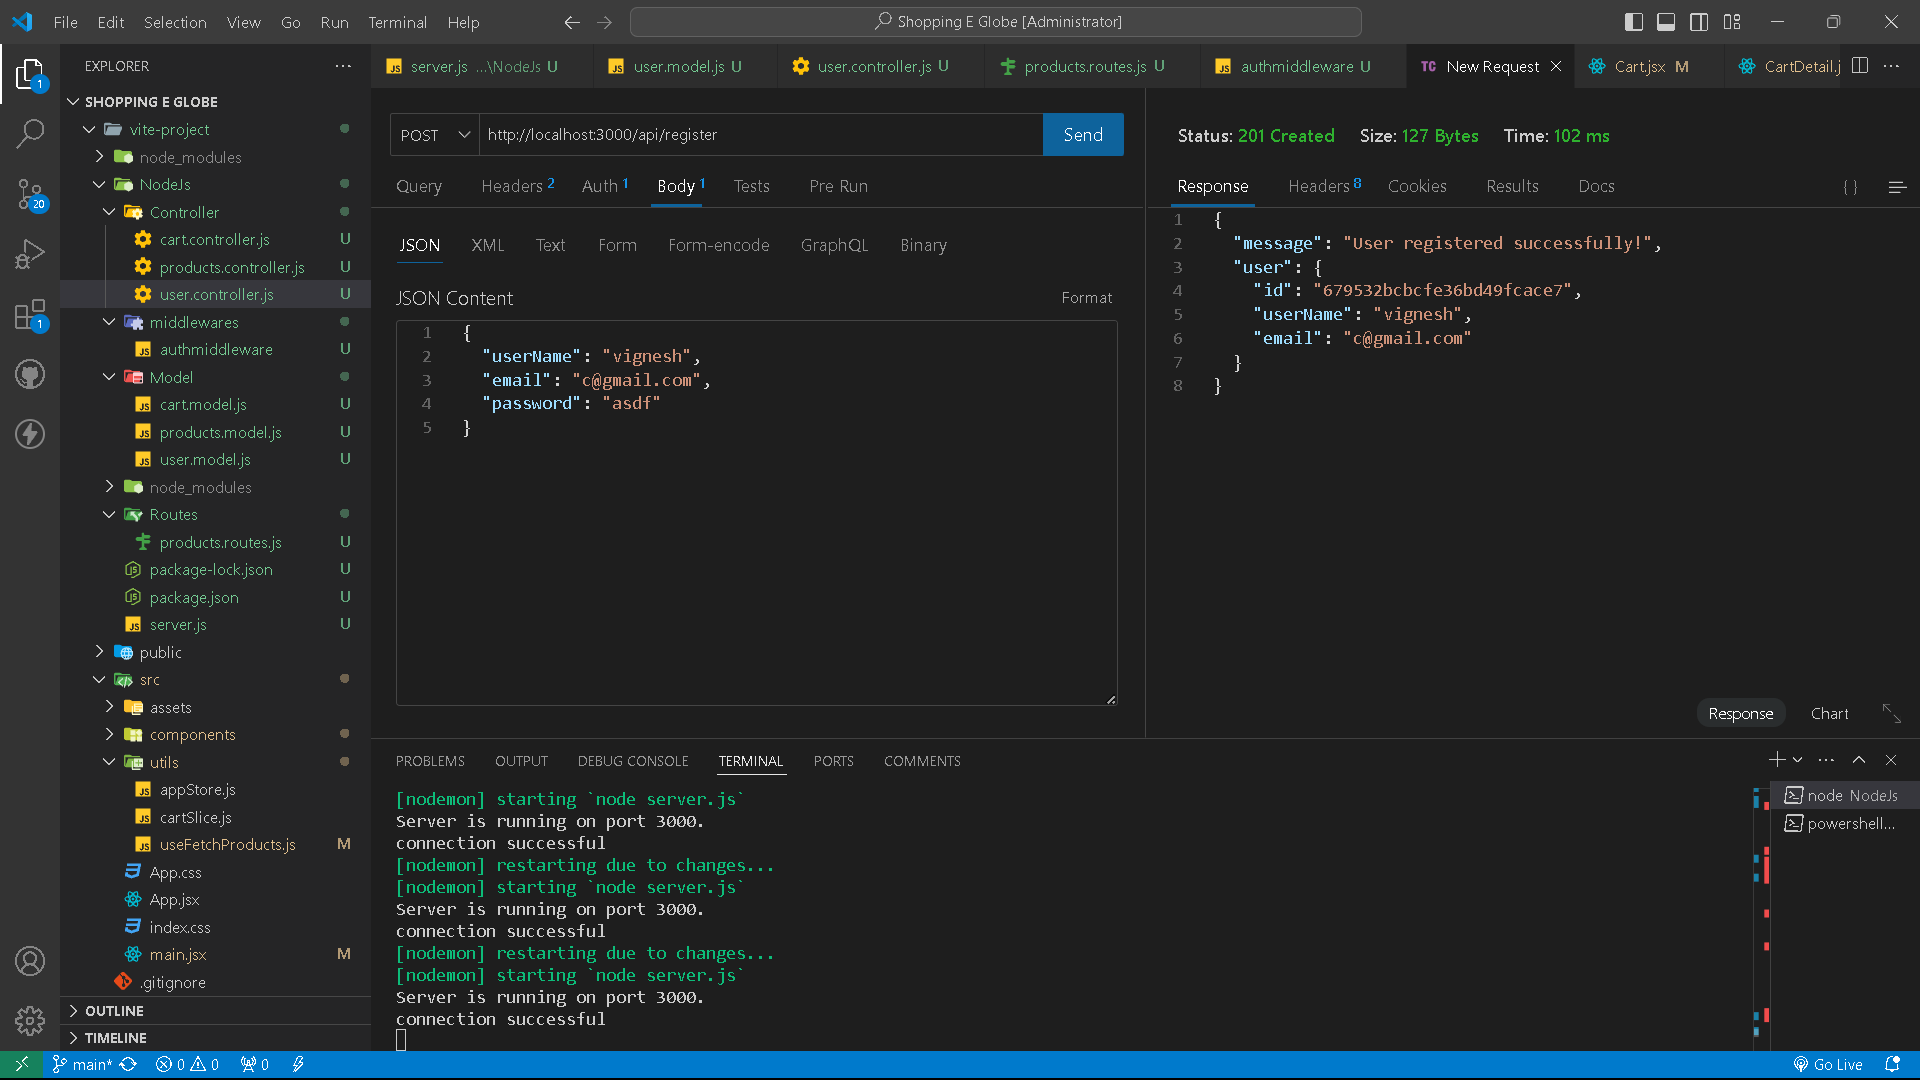 File Edit Selection View Go Run Terminal Help
Shopping E Globe [Administrator]
EXPLORER
SHOPPING E GLOBE
vite-project
node_modules
NodeJs
Controller
cart.controller.js U
products.controller.js U
user.controller.js U
middlewares
authmiddleware U
Model
cart.model.js U
products.model.js U
user.model.js U
node_modules
Routes
products.routes.js U
package-lock.json U
package.json U
server.js U
public
src
assets
components
utils
appStore.js
cartSlice.js
useFetchProducts.js M
App.css
App.jsx
index.css
main.jsx M
.gitignore
OUTLINE
TIMELINE
1
20
1
server.js ...\NodeJs U
user.model.js U
user.controller.js U
products.routes.js U
authmiddleware U
TC New Request
Cart.jsx M
CartDetail.j
POST http://localhost:3000/api/register Send
Query Headers 2 Auth 1 Body 1 Tests Pre Run
JSON XML Text Form Form-encode GraphQL Binary
JSON Content Format
1 {
2 "userName": "vignesh",
3 "email": "c@gmail.com",
4 "password": "asdf"
5 }
Status: 201 Created Size: 127 Bytes Time: 102 ms
Response Headers 8 Cookies Results Docs { }
1 {
2 "message": "User registered successfully!",
3 "user": {
4 "id": "679532bcbcfe36bd49fcace7",
5 "userName": "vignesh",
6 "email": "c@gmail.com"
7 }
8 }
Response Chart
PROBLEMS OUTPUT DEBUG CONSOLE TERMINAL PORTS COMMENTS
[nodemon] starting `node server.js`
Server is running on port 3000.
connection successful
[nodemon] restarting due to changes...
[nodemon] starting `node server.js`
Server is running on port 3000.
connection successful
[nodemon] restarting due to changes...
[nodemon] starting `node server.js`
Server is running on port 3000.
connection successful
node NodeJs
powershell...
main* 0 0 0 Go Live